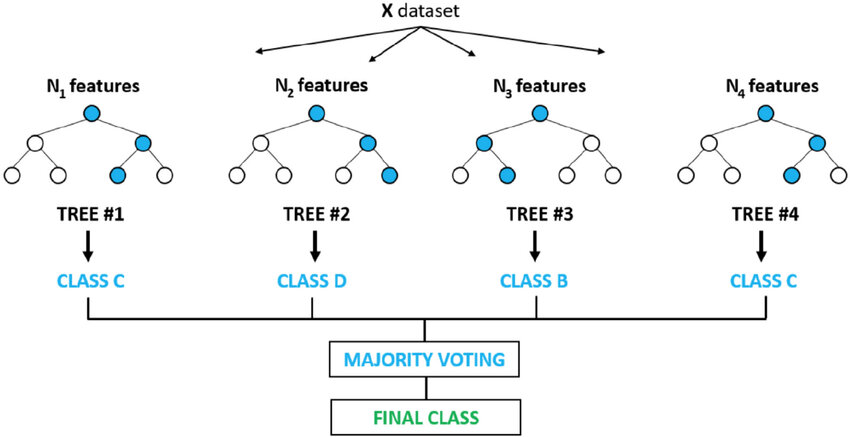 X dataset
N1 features
N2 features
N3 features
N4 features
TREE #1
TREE #2
TREE #3
TREE #4
CLASS C
CLASS D
CLASS B
CLASS C
MAJORITY VOTING
FINAL CLASS